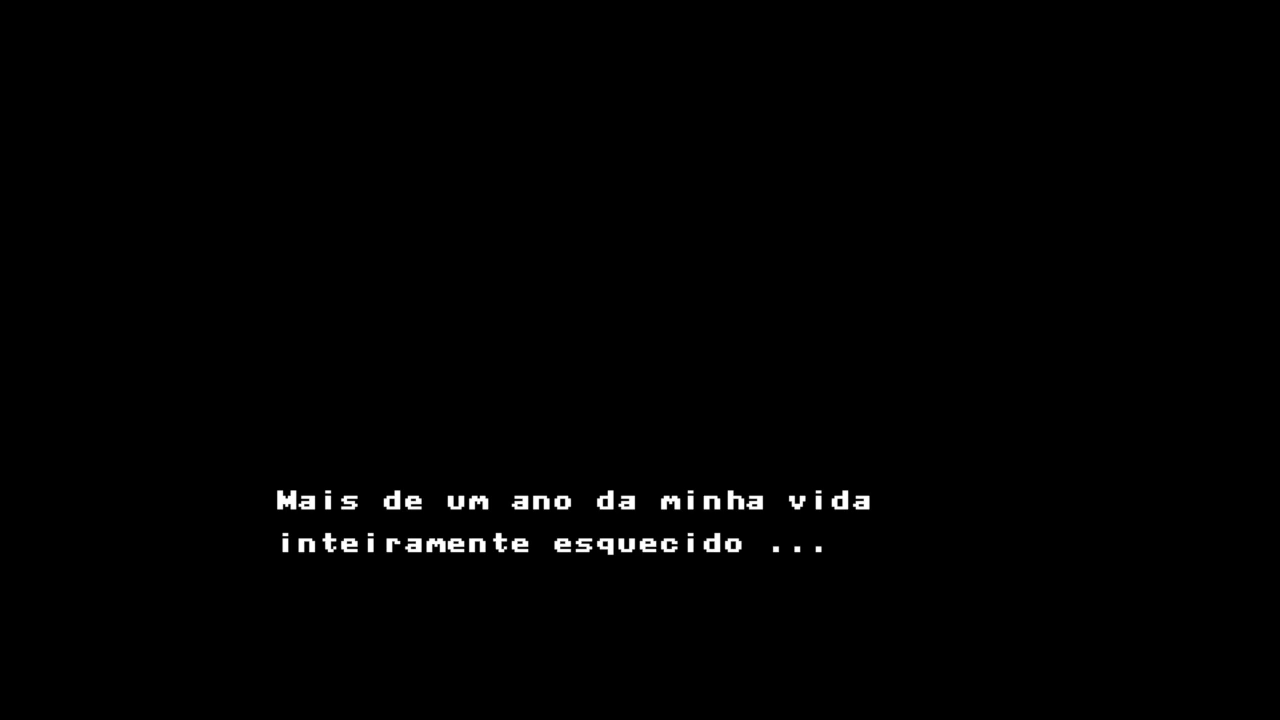 Mais de um ano da minha vida
inteiramente esquecido ...